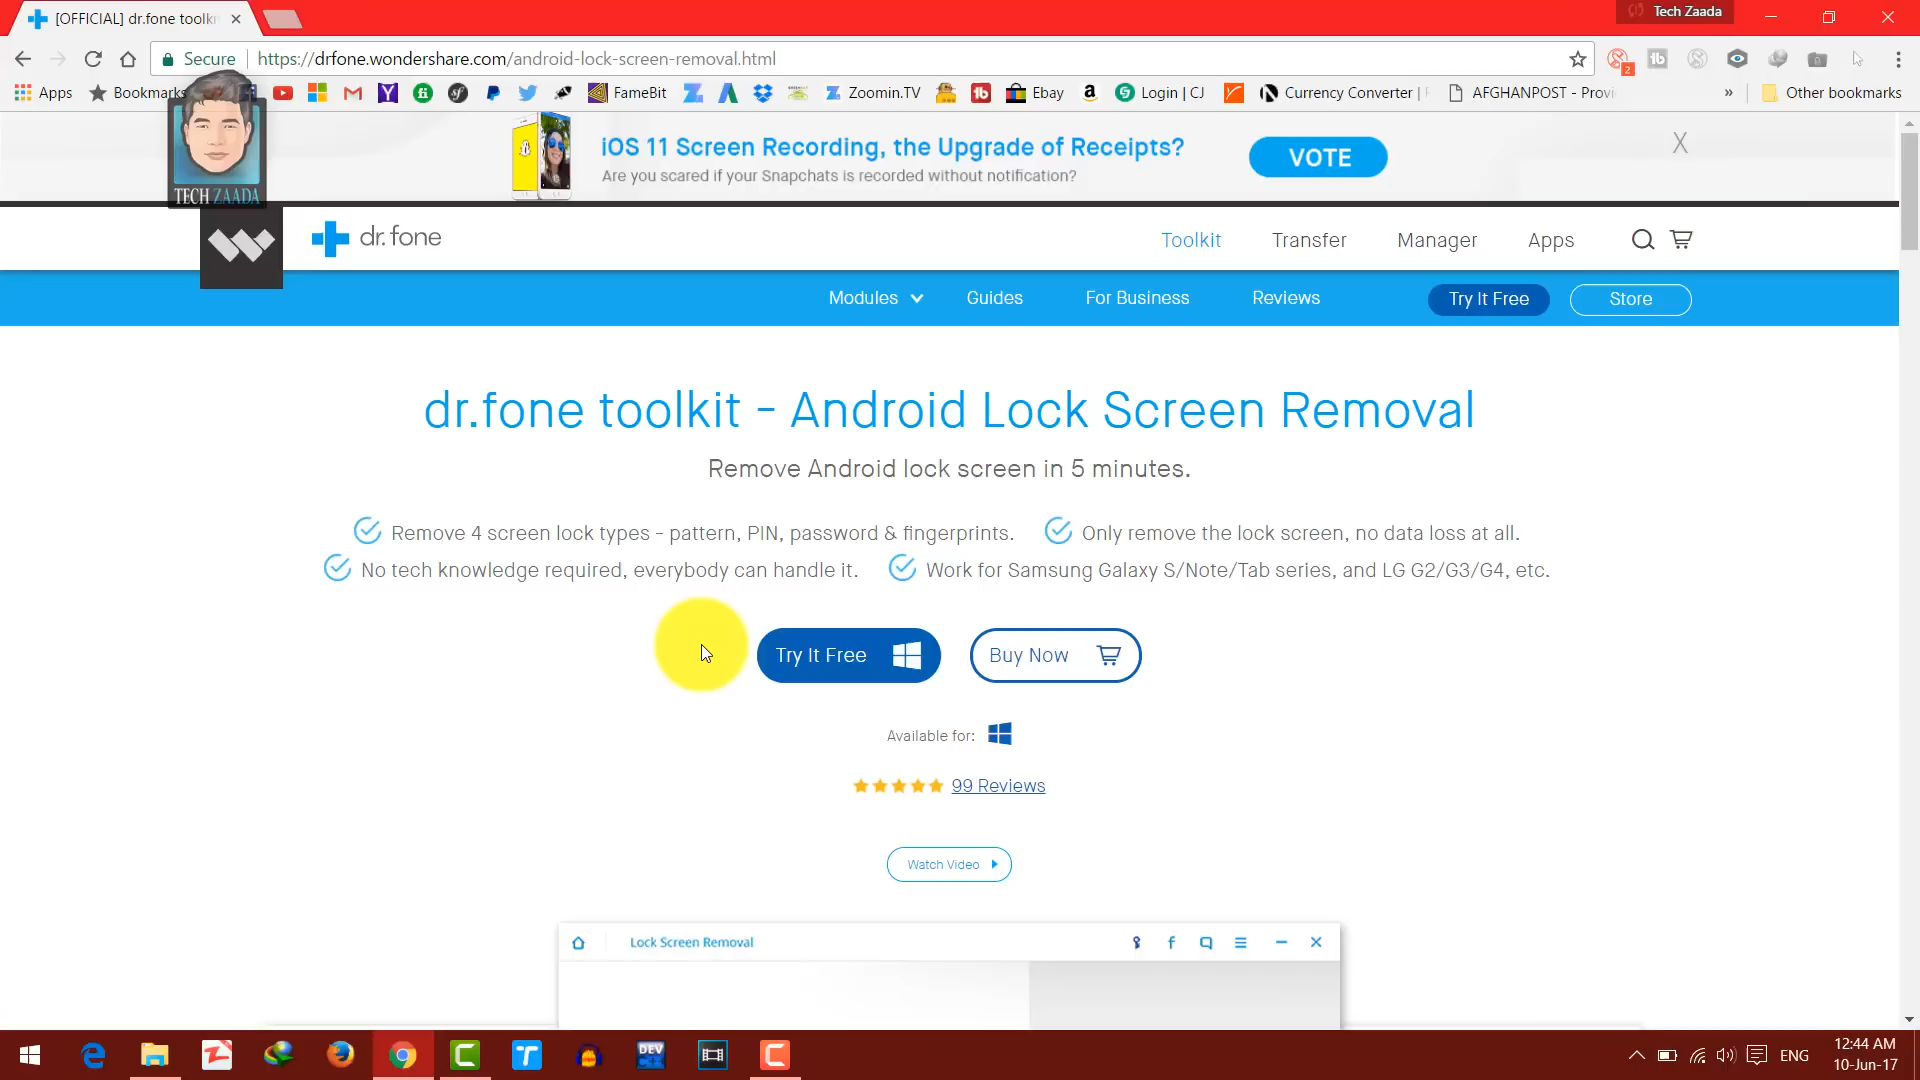 [OFFICIAL] dr.fone toolki
Tech Zaada
Secure
https://drfone.wondershare.com/android-lock-screen-removal.html
2
Apps
Bookmarks
FameBit
Zoomin.TV
Ebay
Login | CJ
Currency Converter |
AFGHANPOST - Provi
»
Other bookmarks
iOS 11 Screen Recording, the Upgrade of Receipts?
Are you scared if your Snapchats is recorded without notification?
VOTE
X
TECH ZAADA
dr.fone
Toolkit
Transfer
Manager
Apps
Modules
Guides
For Business
Reviews
Try It Free
Store
dr.fone toolkit - Android Lock Screen Removal
Remove Android lock screen in 5 minutes.
Remove 4 screen lock types - pattern, PIN, password & fingerprints.
Only remove the lock screen, no data loss at all.
No tech knowledge required, everybody can handle it.
Work for Samsung Galaxy S/Note/Tab series, and LG G2/G3/G4, etc.
Try It Free
Buy Now
Available for:
99 Reviews
Watch Video
Lock Screen Removal
DEV
ENG
12:44 AM
10-Jun-17